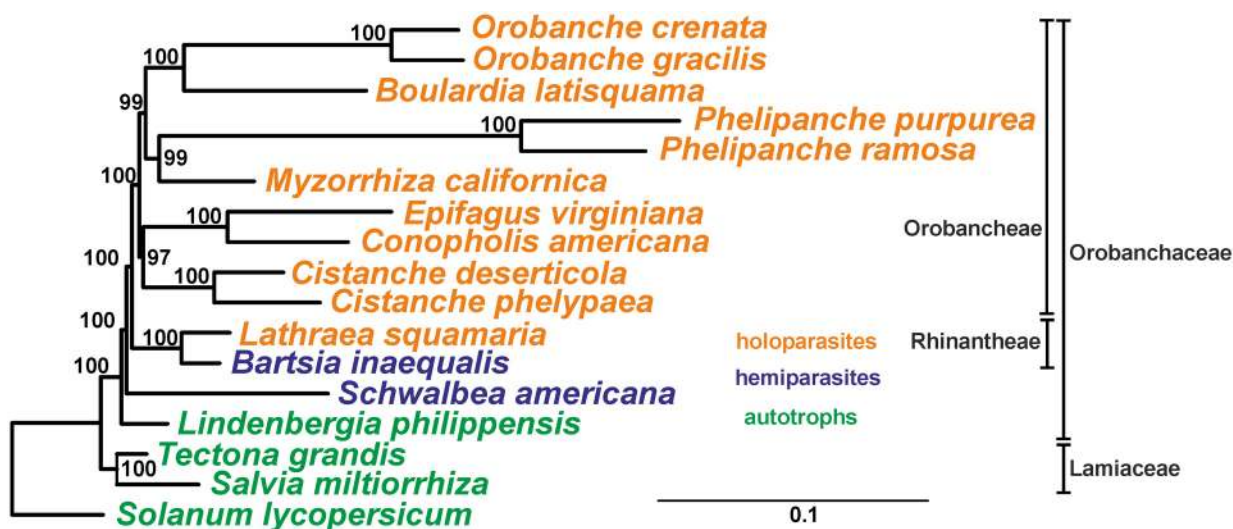 Orobanche crenata
100
Orobanche gracilis
100
Boulardia latisquama
99
Phelipanche purpurea
100
Phelipanche ramosa
99
Myzorrhiza californica
100
Epifagus virginiana
100
Conopholis americana
Orobancheae
Orobanchaceae
97
100
Cistanche deserticola
100
Cistanche phelypaea
100
Lathraea squamaria
100
holoparasites
Rhinantheae
Bartsia inaequalis
100
hemiparasites
Schwalbea americana
autotrophs
Lindenbergia philippensis
Tectona grandis
100
Lamiaceae
Salvia miltiorrhiza
0.1
Solanum lycopersicum